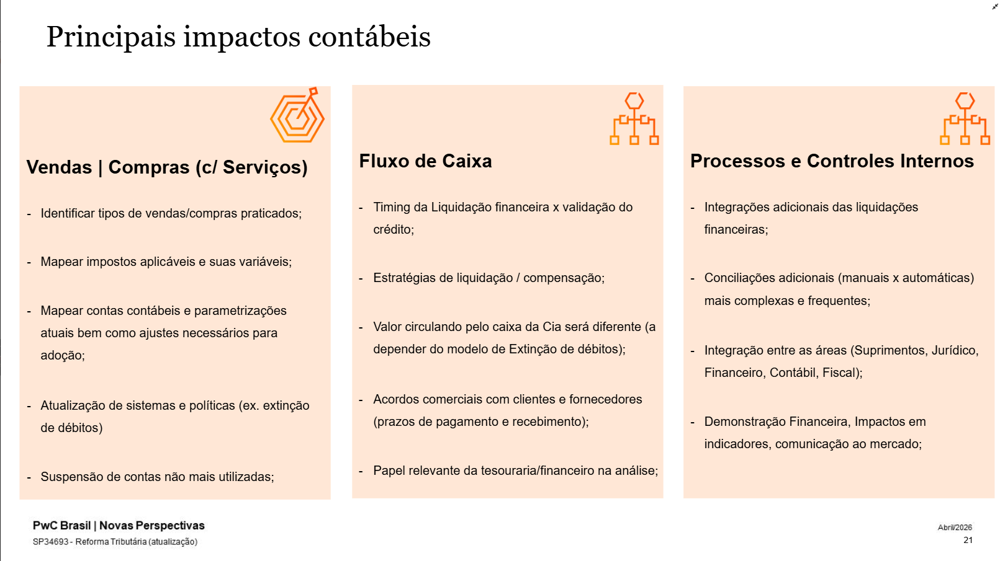 Principais impactos contábeis
Vendas | Compras (c/ Serviços)
- Identificar tipos de vendas/compras praticados;
- Mapear impostos aplicáveis e suas variáveis;
- Mapear contas contábeis e parametrizações
atuais bem como ajustes necessários para
adoção;
- Atualização de sistemas e políticas (ex. extinção
de débitos)
- Suspensão de contas não mais utilizadas;
Fluxo de Caixa
- Timing da Liquidação financeira x validação do
crédito;
- Estratégias de liquidação / compensação;
- Valor circulando pelo caixa da Cia será diferente (a
depender do modelo de Extinção de débitos);
- Acordos comerciais com clientes e fornecedores
(prazos de pagamento e recebimento);
- Papel relevante da tesouraria/financeiro na análise;
Processos e Controles Internos
- Integrações adicionais das liquidações
financeiras;
- Conciliações adicionais (manuais x automáticas)
mais complexas e frequentes;
- Integração entre as áreas (Suprimentos, Jurídico,
Financeiro, Contábil, Fiscal);
- Demonstração Financeira, Impactos em
indicadores, comunicação ao mercado;
PwC Brasil | Novas Perspectivas
SP34693 - Reforma Tributária (atualização)
Abril/2026
21